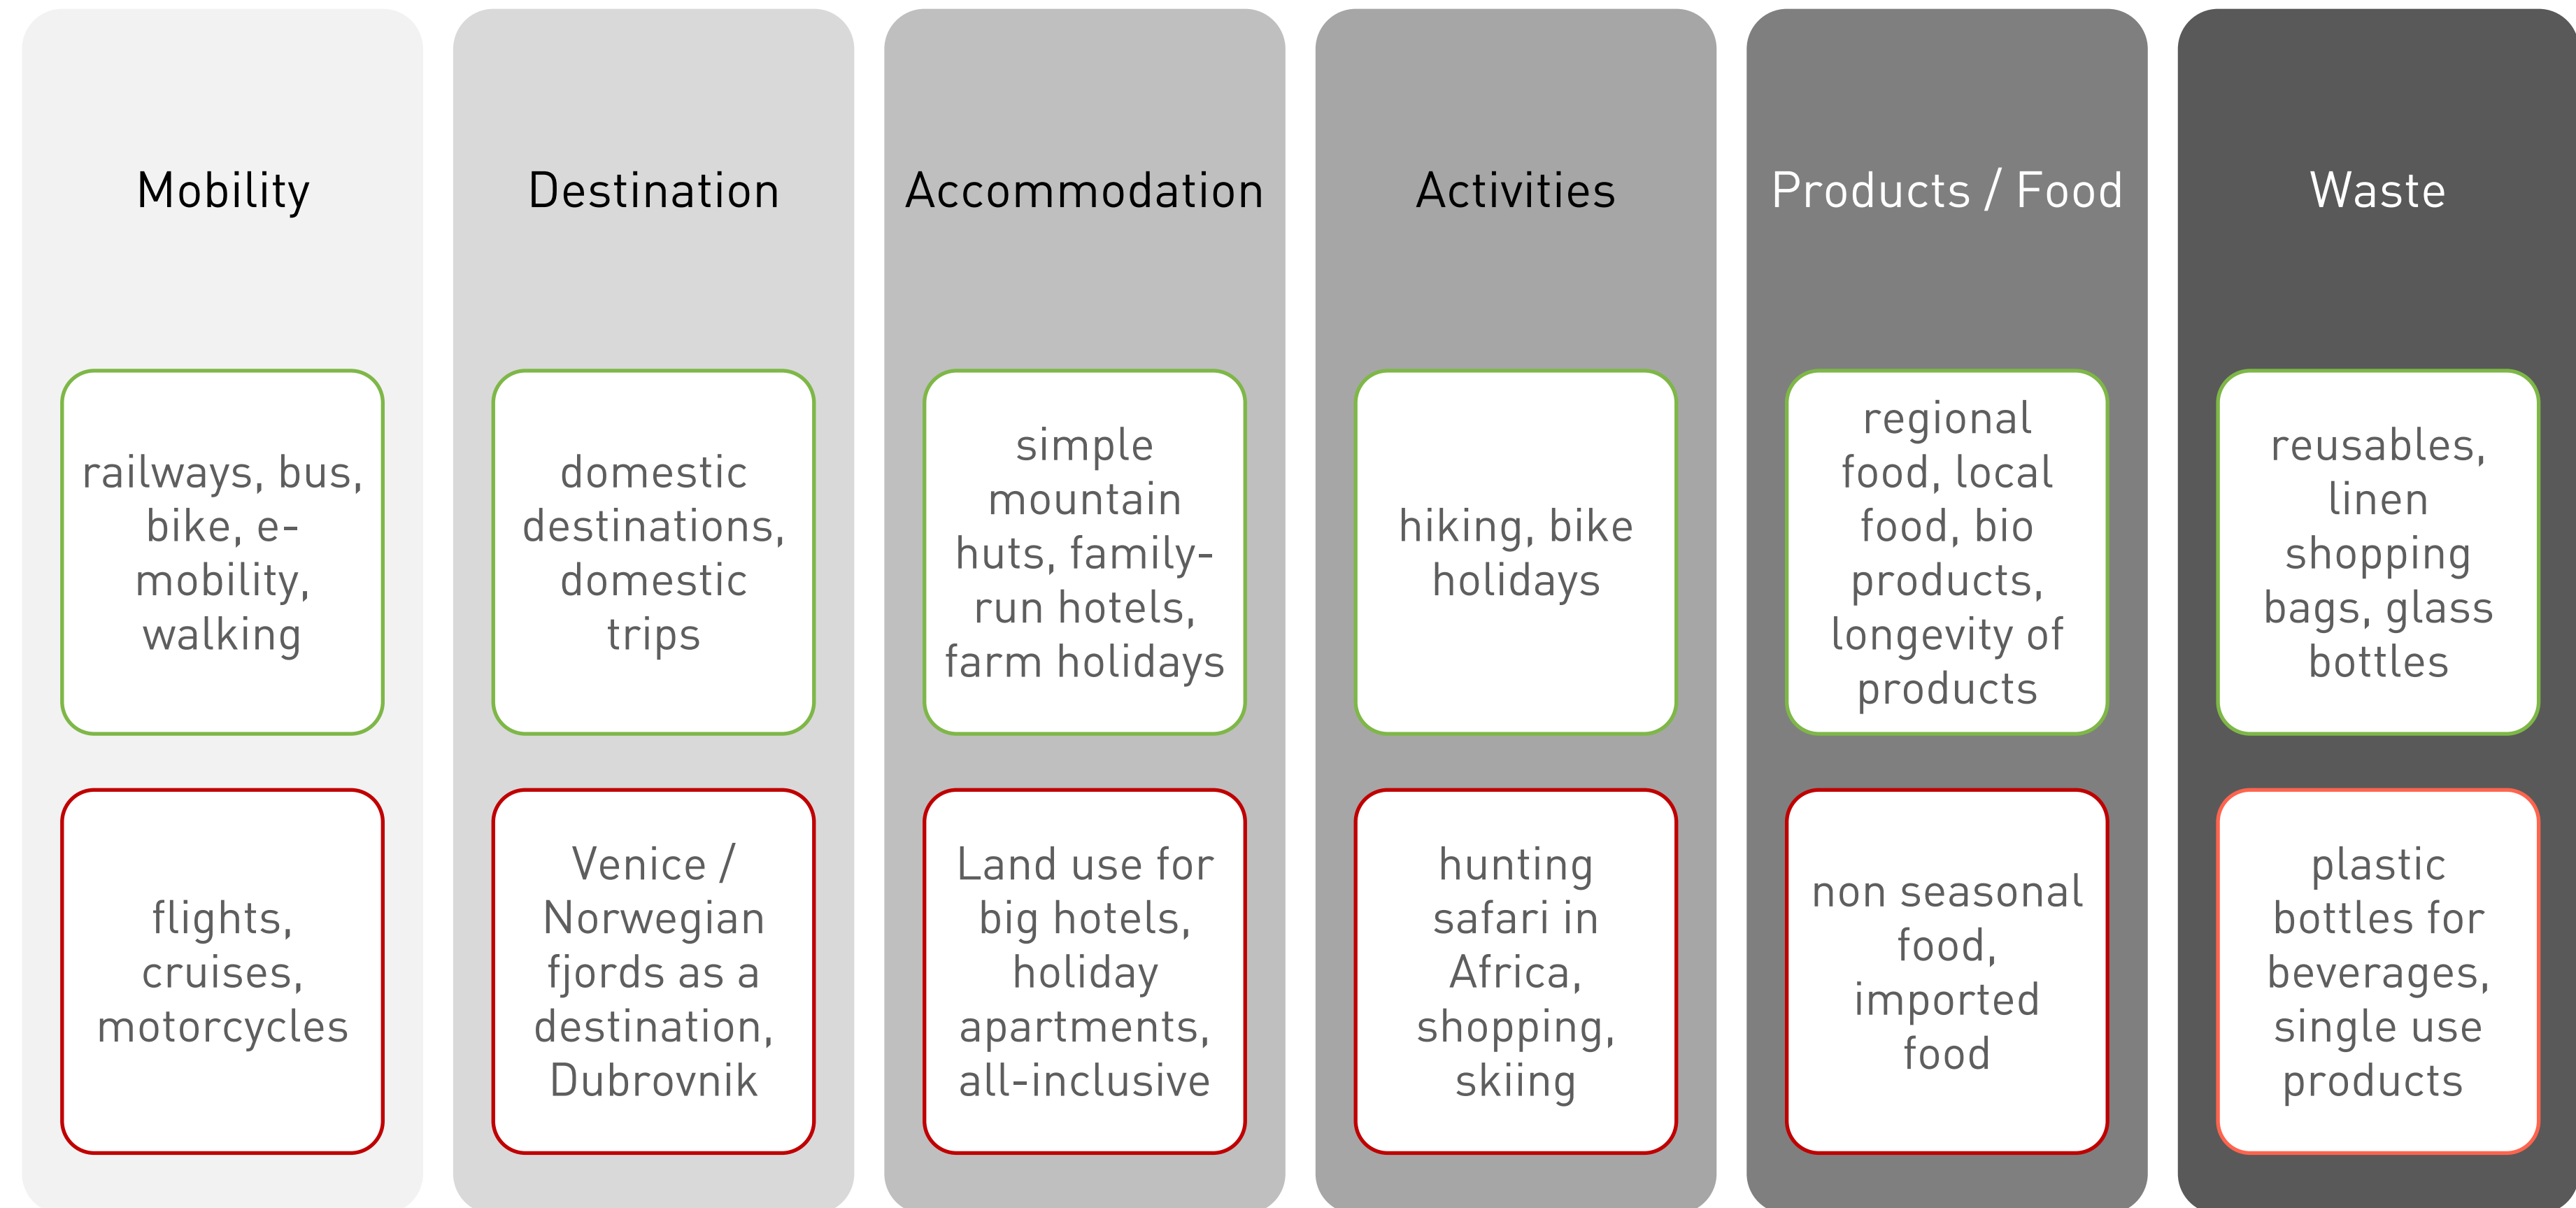 Mobility
railways, bus,
bike, e-
mobility,
walking
flights,
cruises,
motorcycles
Destination
domestic
destinations,
domestic
trips
Venice /
Norwegian
fjords as a
destination,
Dubrovnik
Accommodation
simple
mountain
huts, family-
run hotels,
farm holidays
Land use for
big hotels,
holiday
apartments,
all-inclusive
Activities
hiking, bike
holidays
hunting
safari in
Africa,
shopping,
skiing
Products / Food
regional
food, local
food, bio
products,
longevity of
products
non seasonal
food,
imported
food
Waste
reusables,
linen
shopping
bags, glass
bottles
plastic
bottles for
beverages,
single use
products